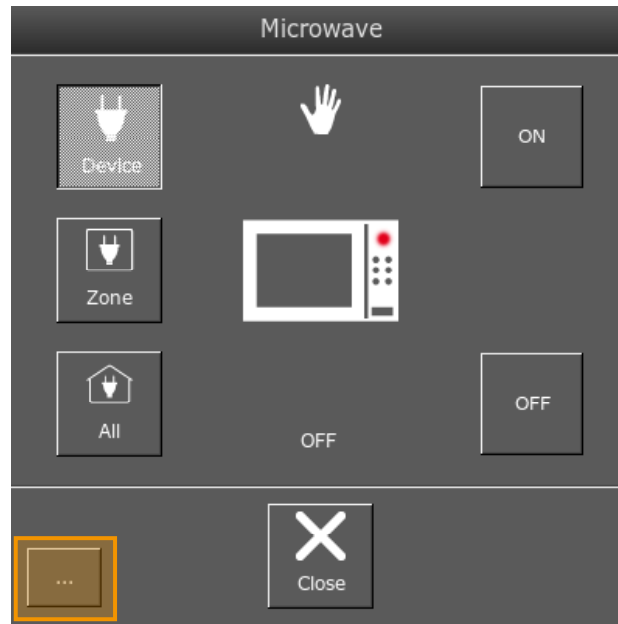 Microwave
Device
ON
Zone
All
OFF
OFF
...
Close